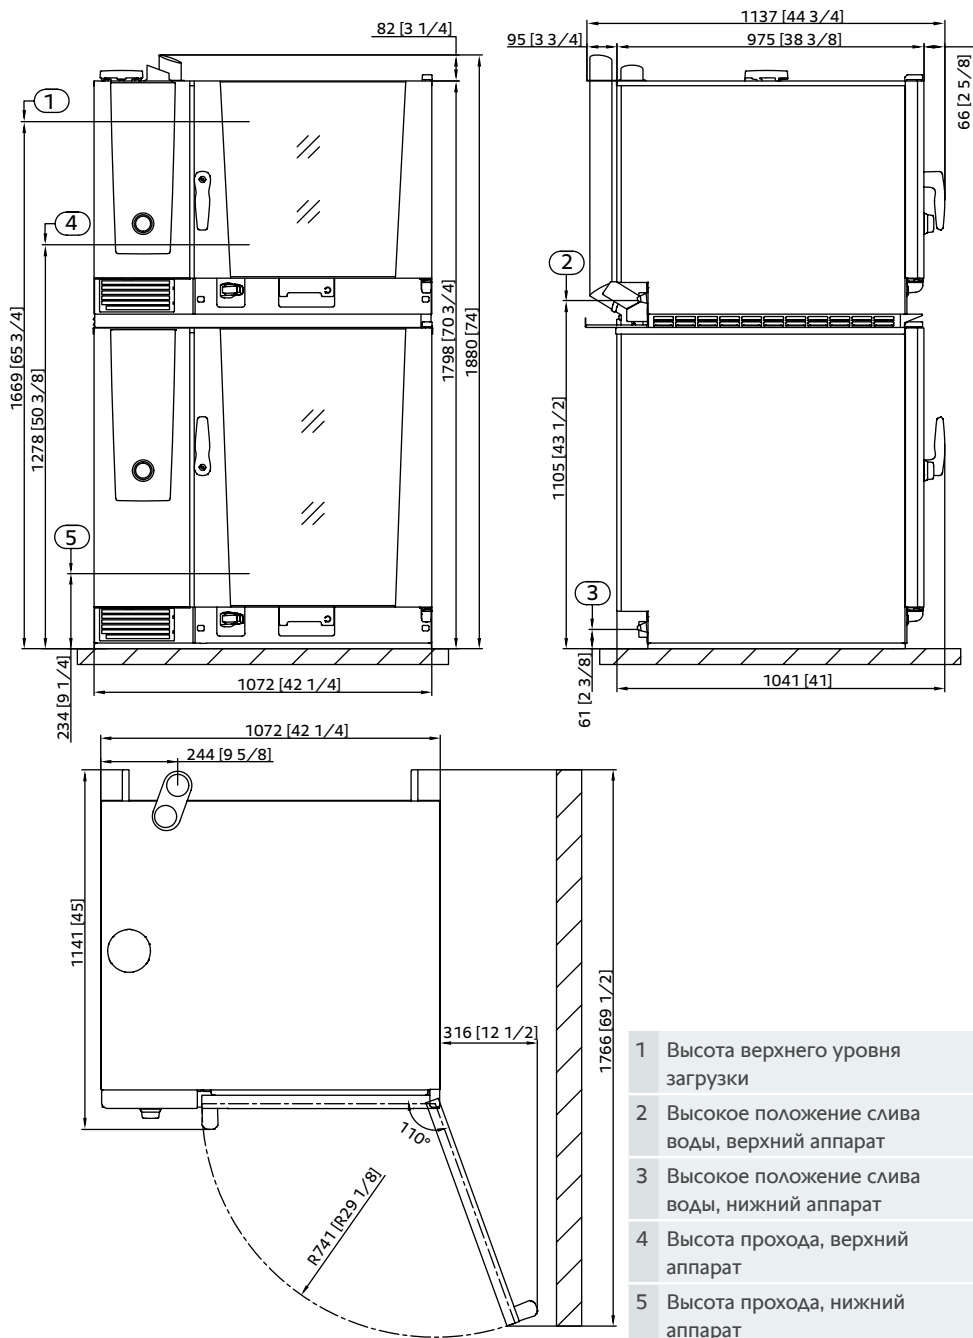 82 [3 1/4]
1
4
5
1669 [65 3/4]
1278 [50 3/8]
234 [9 1/4]
1798 [70 3/4]
1880 [74]
1072 [42 1/4]
1137 [44 3/4]
95 [3 3/4]
975 [38 3/8]
66 [2 5/8]
2
1105 [43 1/2]
3
61 [2 3/8]
1041 [41]
1072 [42 1/4]
244 [9 5/8]
1141 [45]
316 [12 1/2]
1766 [69 1/2]
110°
R741 [R29 1/8]
1 Высота верхнего уровня
загрузки
2 Высокое положение слива
воды, верхний аппарат
3 Высокое положение слива
воды, нижний аппарат
4 Высота прохода, верхний
аппарат
5 Высота прохода, нижний
аппарат